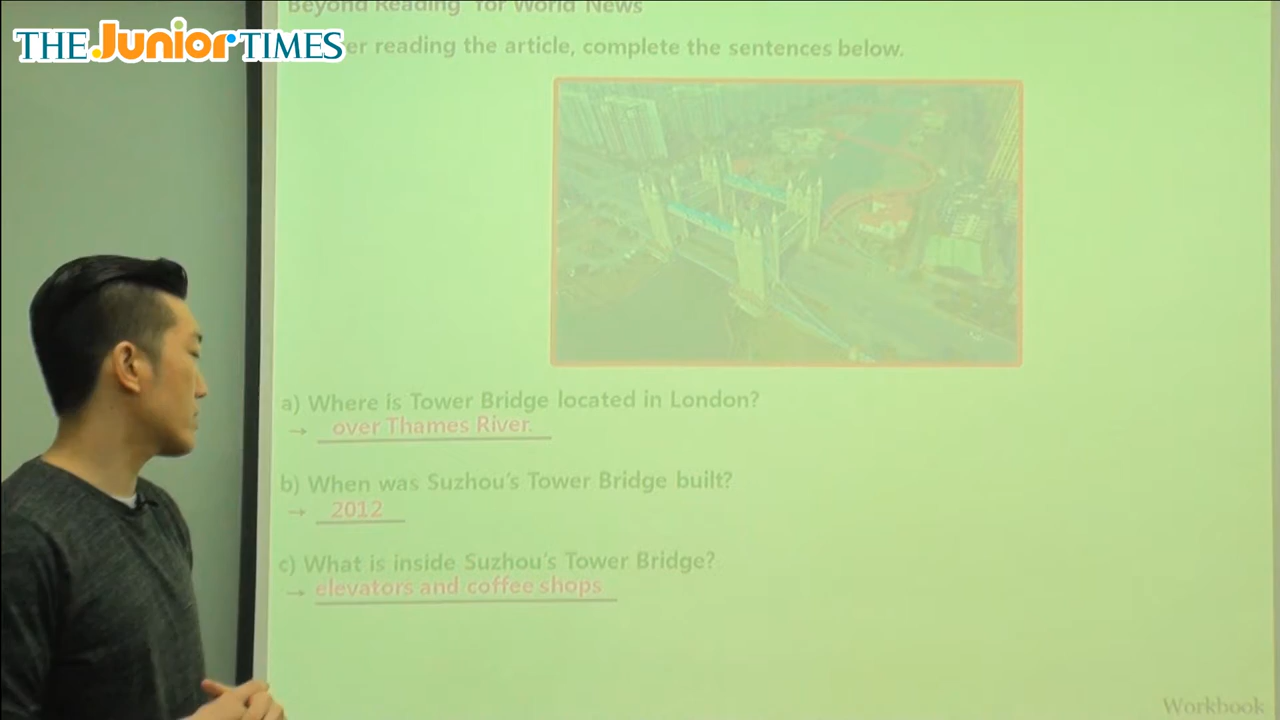 Beyond Reading for World News
THE Junior TIMES
er reading the article, complete the sentences below.
a) Where is Tower Bridge located in London?
→ over Thames River.
b) When was Suzhou's Tower Bridge built?
→ 2012
c) What is inside Suzhou's Tower Bridge?
→ elevators and coffee shops
Workbook